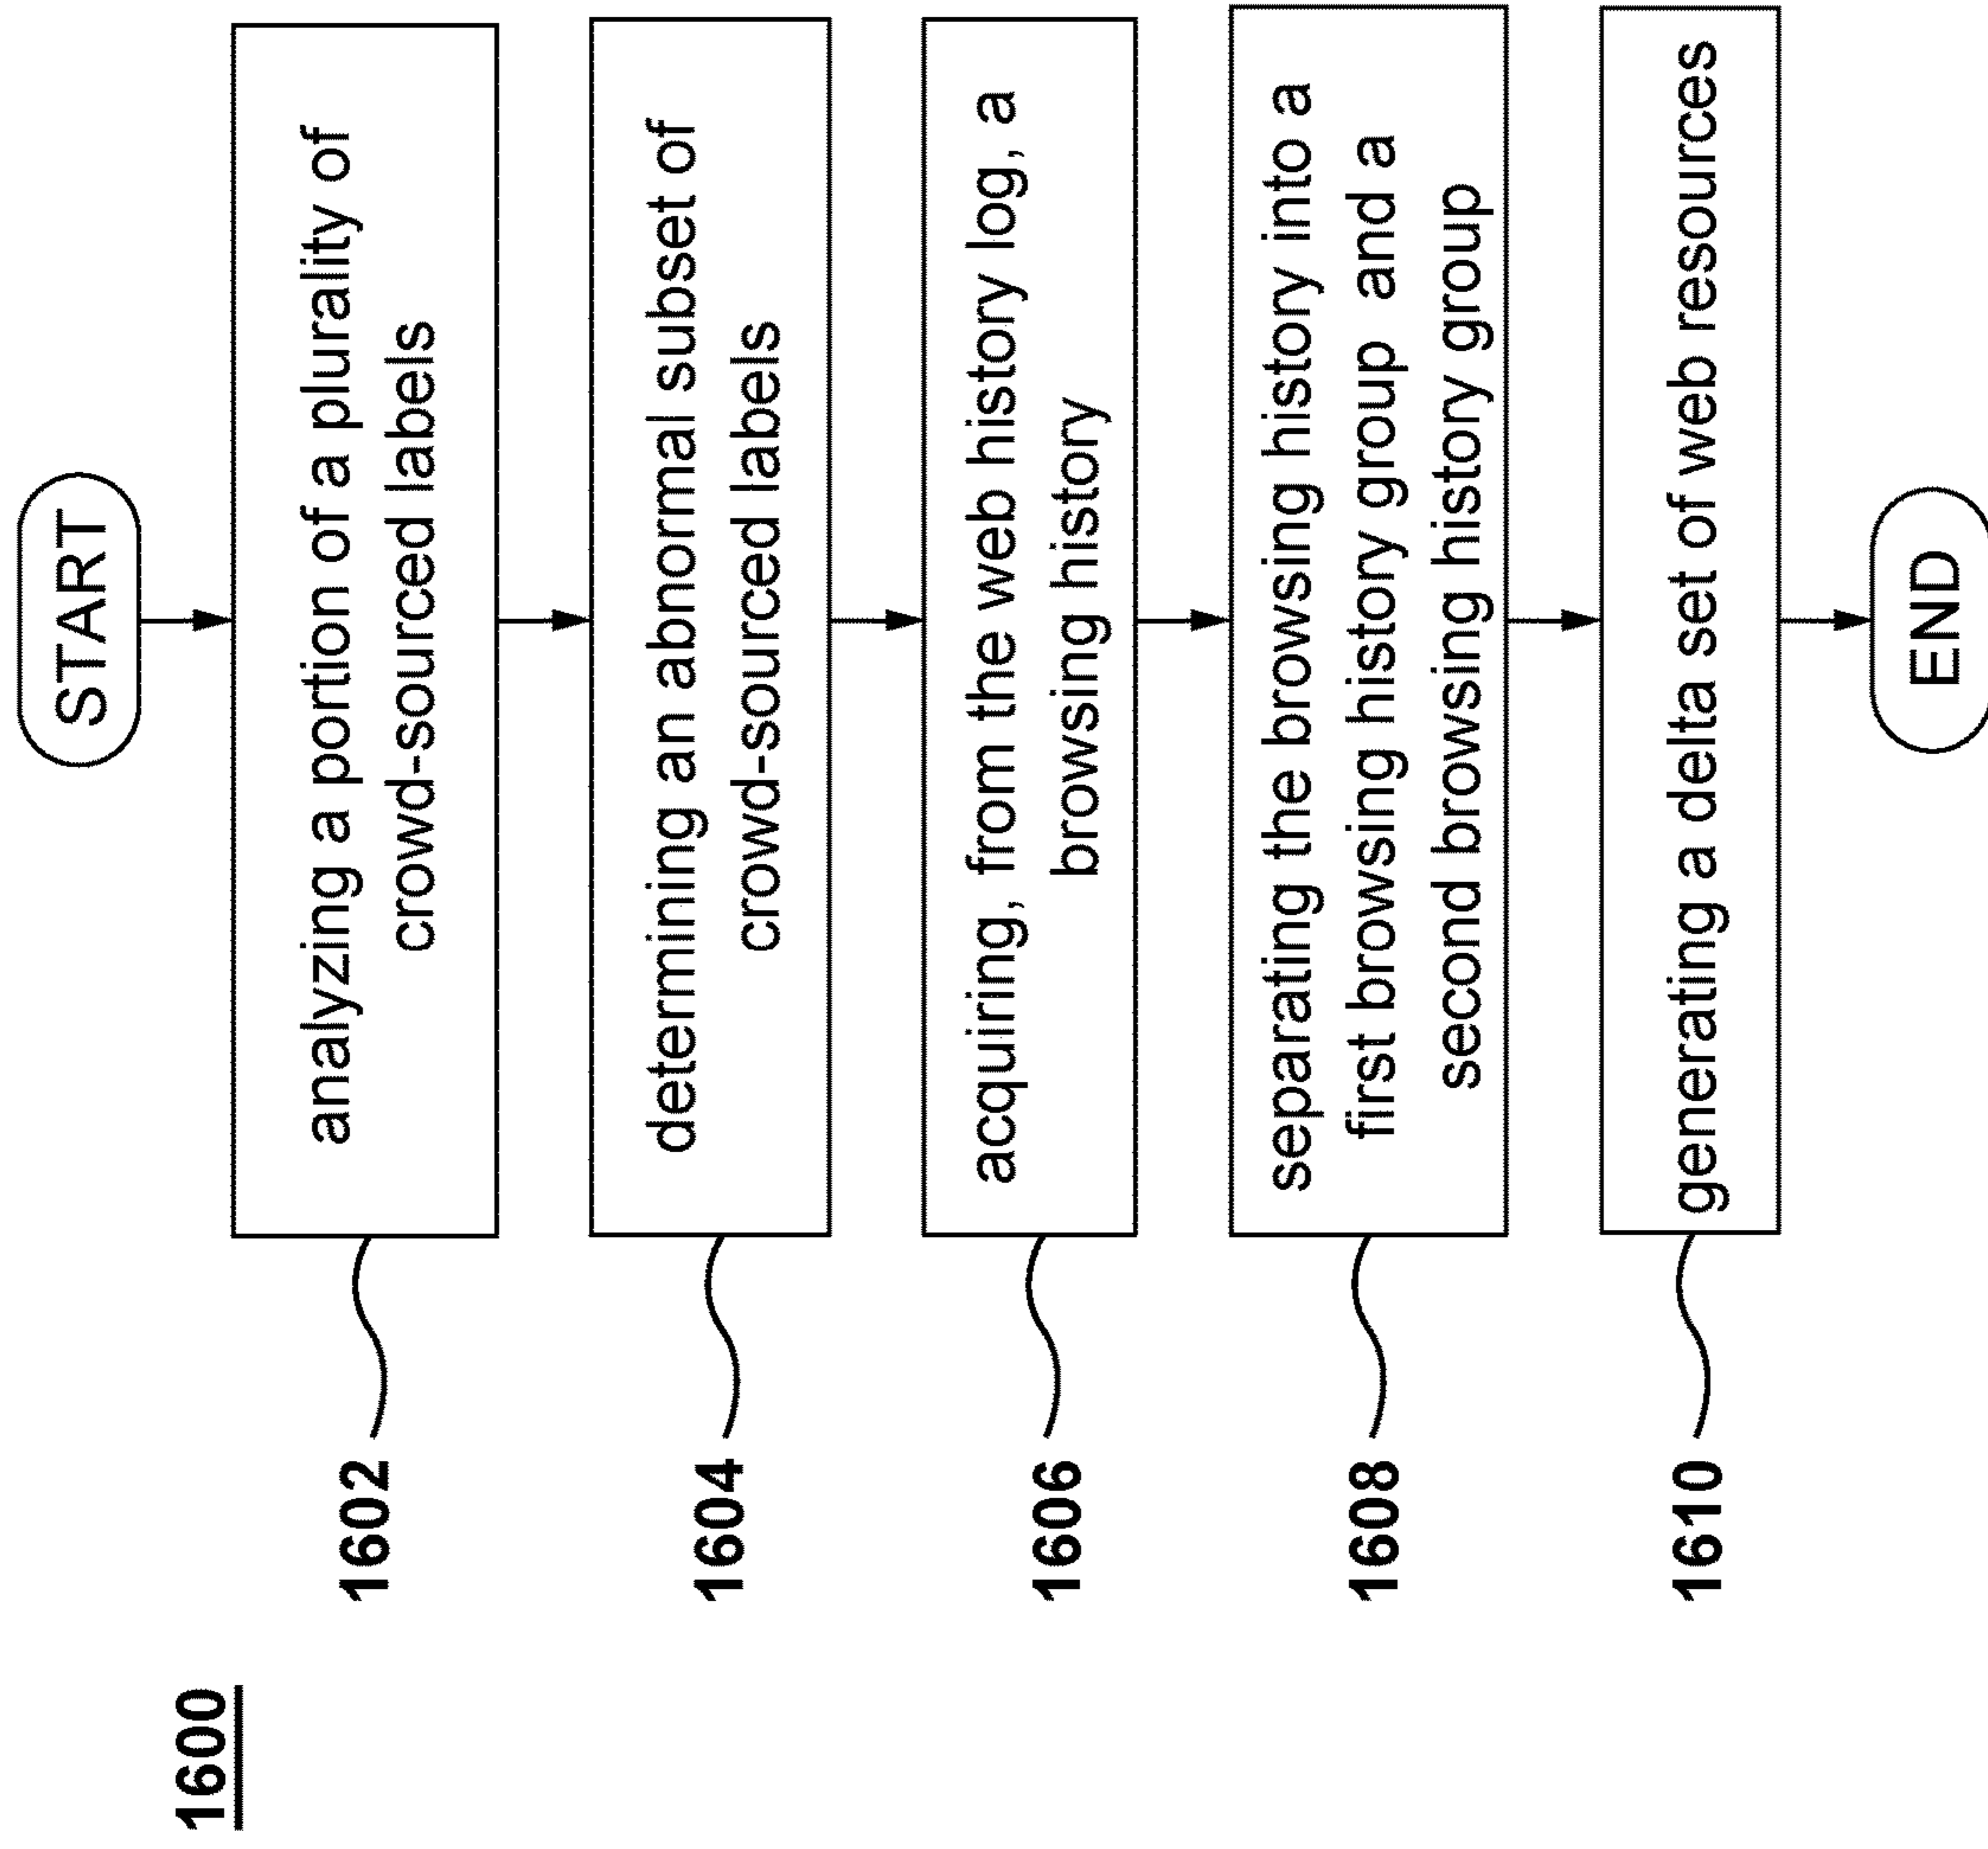 1600
START
1602
analyzing a portion of a plurality of
crowd-sourced labels
1604
determining an abnormal subset of
crowd-sourced labels
1606
acquiring, from the web history log, a
browsing history
1608
separating the browsing history into a
first browsing history group and a
second browsing history group
1610
generating a delta set of web resources
END